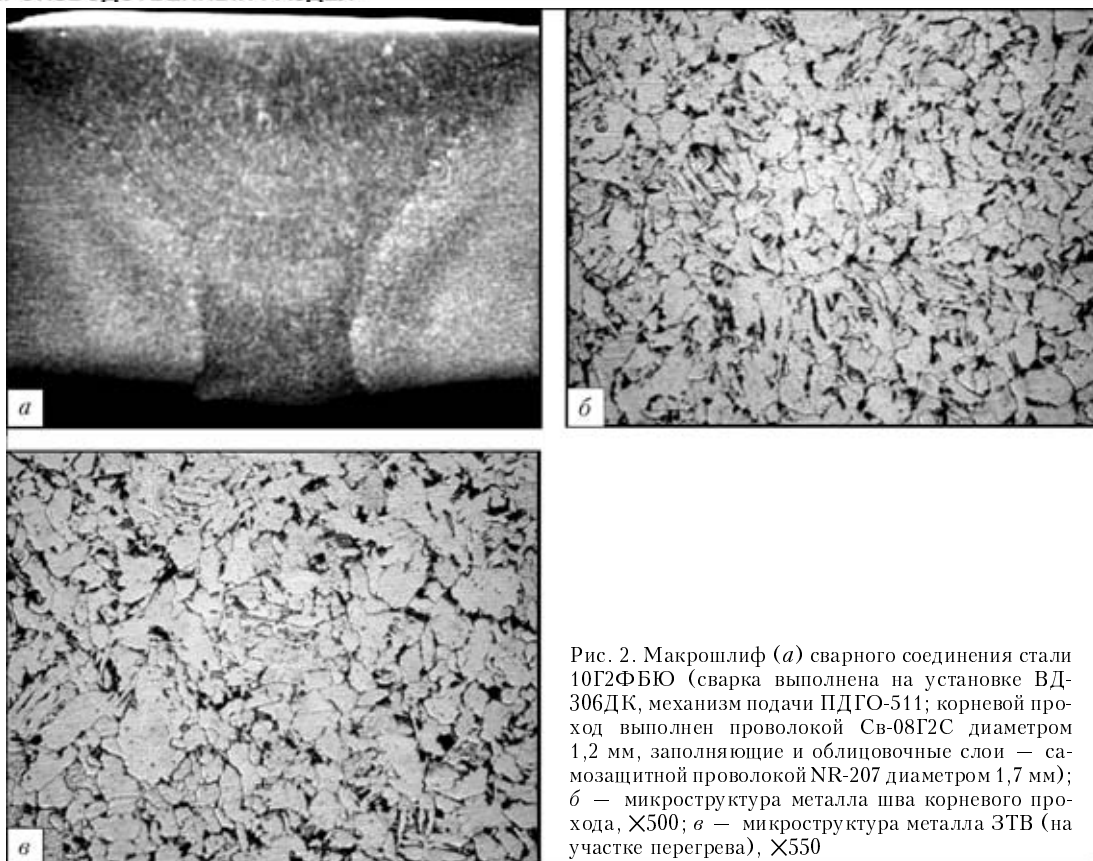 а
б
в
Рис. 2. Макрошлиф (а) сварного соединения стали
10Г2ФБЮ (сварка выполнена на установке ВД-
306ДК, механизм подачи ПДГО-511; корневой про-
ход выполнен проволокой Св-08Г2С диаметром
1,2 мм, заполняющие и облицовочные слои — са-
мозащитной проволокой NR-207 диаметром 1,7 мм);
б — микроструктура металла шва корневого про-
хода, ×500; в — микроструктура металла ЗТВ (на
участке перегрева), ×550